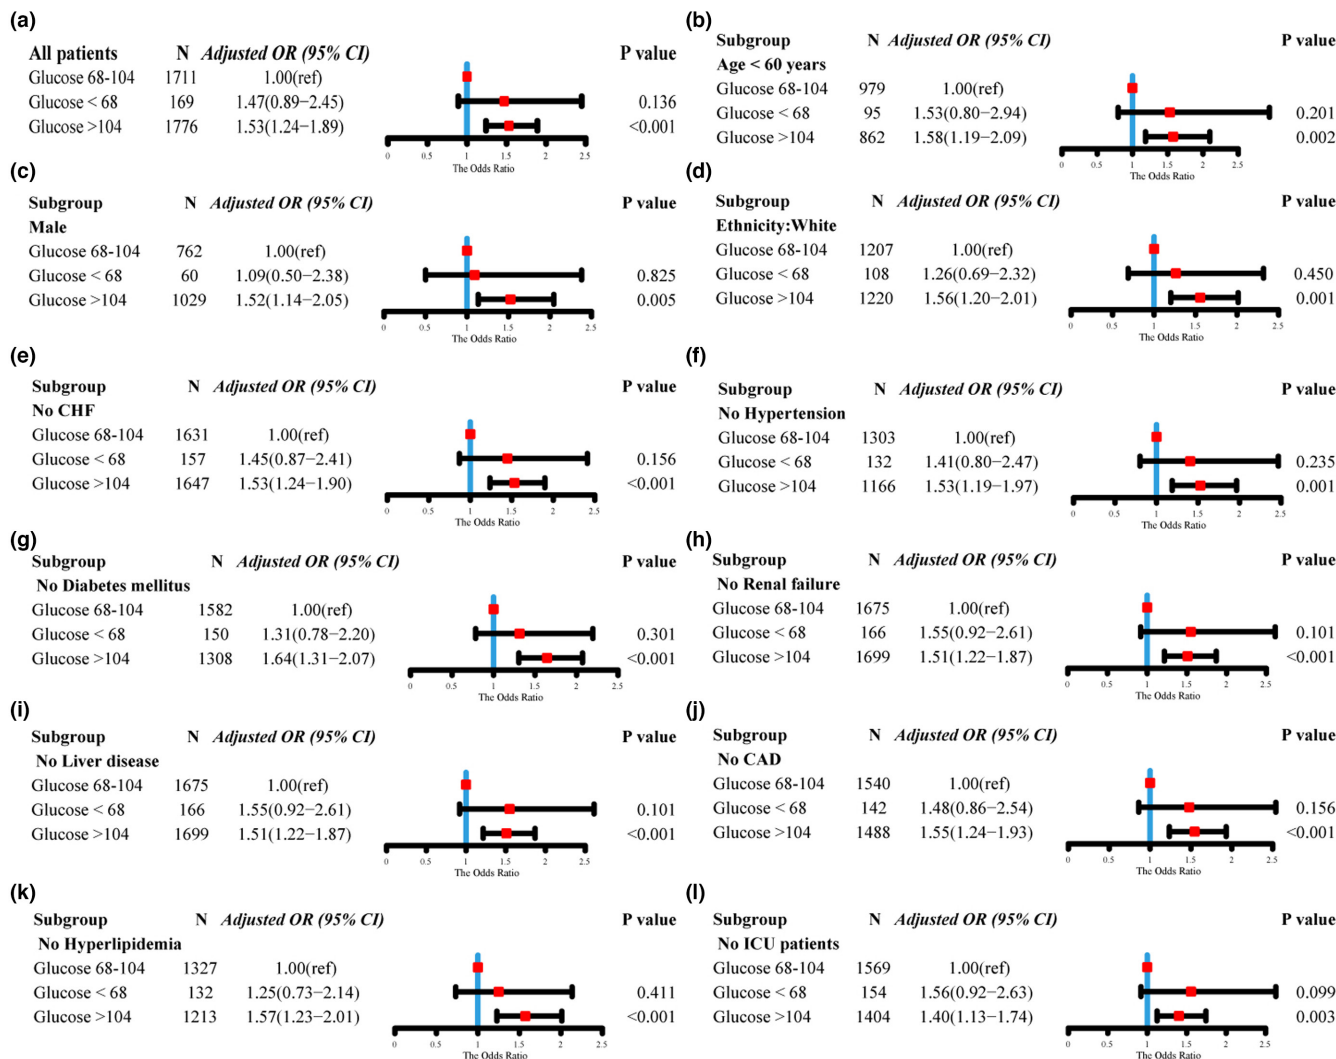 (a)
All patients N Adjusted OR (95% CI) P value
Glucose 68-104 1711 1.00(ref)
Glucose < 68 169 1.47(0.89−2.45) 0.136
Glucose >104 1776 1.53(1.24−1.89) <0.001
0 0.5 1 1.5 2 2.5
The Odds Ratio
(b)
Subgroup N Adjusted OR (95% CI) P value
Age < 60 years
Glucose 68-104 979 1.00(ref)
Glucose < 68 95 1.53(0.80−2.94) 0.201
Glucose >104 862 1.58(1.19−2.09) 0.002
0 0.5 1 1.5 2 2.5
The Odds Ratio
(c)
Subgroup N Adjusted OR (95% CI) P value
Male
Glucose 68-104 762 1.00(ref)
Glucose < 68 60 1.09(0.50−2.38) 0.825
Glucose >104 1029 1.52(1.14−2.05) 0.005
0 0.5 1 1.5 2 2.5
The Odds Ratio
(d)
Subgroup N Adjusted OR (95% CI) P value
Ethnicity:White
Glucose 68-104 1207 1.00(ref)
Glucose < 68 108 1.26(0.69−2.32) 0.450
Glucose >104 1220 1.56(1.20−2.01) 0.001
0 0.5 1 1.5 2 2.5
The Odds Ratio
(e)
Subgroup N Adjusted OR (95% CI) P value
No CHF
Glucose 68-104 1631 1.00(ref)
Glucose < 68 157 1.45(0.87−2.41) 0.156
Glucose >104 1647 1.53(1.24−1.90) <0.001
0 0.5 1 1.5 2 2.5
The Odds Ratio
(f)
Subgroup N Adjusted OR (95% CI) P value
No Hypertension
Glucose 68-104 1303 1.00(ref)
Glucose < 68 132 1.41(0.80−2.47) 0.235
Glucose >104 1166 1.53(1.19−1.97) 0.001
0 0.5 1 1.5 2 2.5
The Odds Ratio
(g)
Subgroup N Adjusted OR (95% CI) P value
No Diabetes mellitus
Glucose 68-104 1582 1.00(ref)
Glucose < 68 150 1.31(0.78−2.20) 0.301
Glucose >104 1308 1.64(1.31−2.07) <0.001
0 0.5 1 1.5 2 2.5
The Odds Ratio
(h)
Subgroup N Adjusted OR (95% CI) P value
No Renal failure
Glucose 68-104 1675 1.00(ref)
Glucose < 68 166 1.55(0.92−2.61) 0.101
Glucose >104 1699 1.51(1.22−1.87) <0.001
0 0.5 1 1.5 2 2.5
The Odds Ratio
(i)
Subgroup N Adjusted OR (95% CI) P value
No Liver disease
Glucose 68-104 1675 1.00(ref)
Glucose < 68 166 1.55(0.92−2.61) 0.101
Glucose >104 1699 1.51(1.22−1.87) <0.001
0 0.5 1 1.5 2 2.5
The Odds Ratio
(j)
Subgroup N Adjusted OR (95% CI) P value
No CAD
Glucose 68-104 1540 1.00(ref)
Glucose < 68 142 1.48(0.86−2.54) 0.156
Glucose >104 1488 1.55(1.24−1.93) <0.001
0 0.5 1 1.5 2 2.5
The Odds Ratio
(k)
Subgroup N Adjusted OR (95% CI) P value
No Hyperlipidemia
Glucose 68-104 1327 1.00(ref)
Glucose < 68 132 1.25(0.73−2.14) 0.411
Glucose >104 1213 1.57(1.23−2.01) <0.001
0 0.5 1 1.5 2 2.5
The Odds Ratio
(l)
Subgroup N Adjusted OR (95% CI) P value
No ICU patients
Glucose 68-104 1569 1.00(ref)
Glucose < 68 154 1.56(0.92−2.63) 0.099
Glucose >104 1404 1.40(1.13−1.74) 0.003
0 0.5 1 1.5 2 2.5
The Odds Ratio